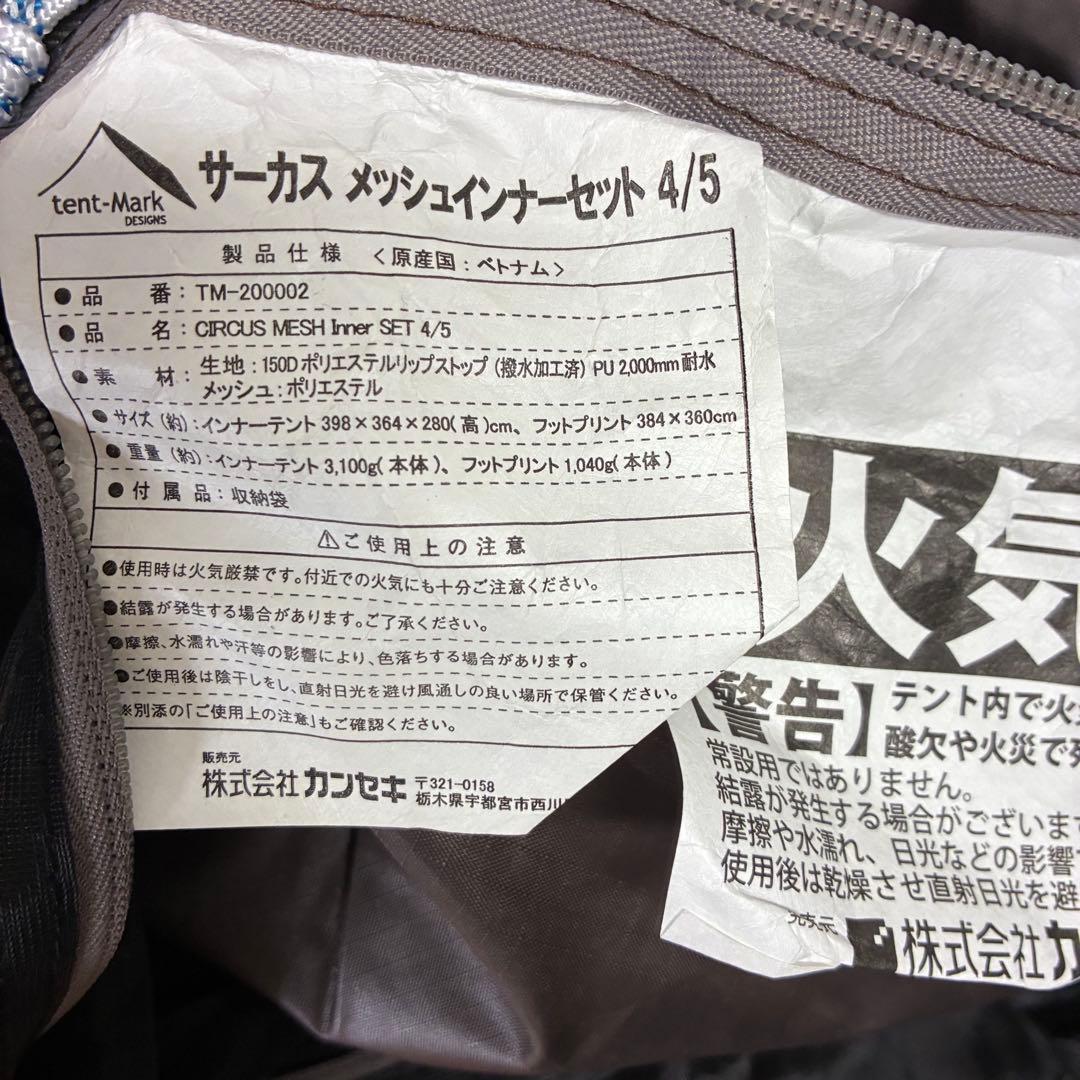 tent-Mark
DESIGNS
サーカス メッシュインナーセット 4/5
製品仕様 <原産国:ベトナム>
●品 番:TM-200002
●品 名:CIRCUS MESH Inner SET 4/5
●素 材:生地:150Dポリエステルリップストップ(撥水加工済)PU 2,000mm耐水
メッシュ:ポリエステル
●サイズ(約):インナーテント398×364×280(高)cm、フットプリント384×360cm
●重量(約):インナーテント3,100g(本体)、フットプリント1,040g(本体)
●付属品:収納袋
⚠ご使用上の注意
●使用時は火気厳禁です。付近での火気にも十分ご注意ください。
●結露が発生する場合があります。ご了承ください。
●摩擦、水濡れや汗等の影響により、色落ちする場合があります。
●ご使用後は陰干しをし、直射日光を避け風通しの良い場所で保管ください。
※別添の「ご使用上の注意」もご確認ください。
販売元
株式会社 カンセキ 〒321-0158
栃木県宇都宮市西川
火気
【警告】テント内で火
酸欠や火災で死
常設用ではありません。
結露が発生する場合がございます
摩擦や水濡れ、日光などの影響
使用後は乾燥させ直射日光を避
売元
株式会社カ